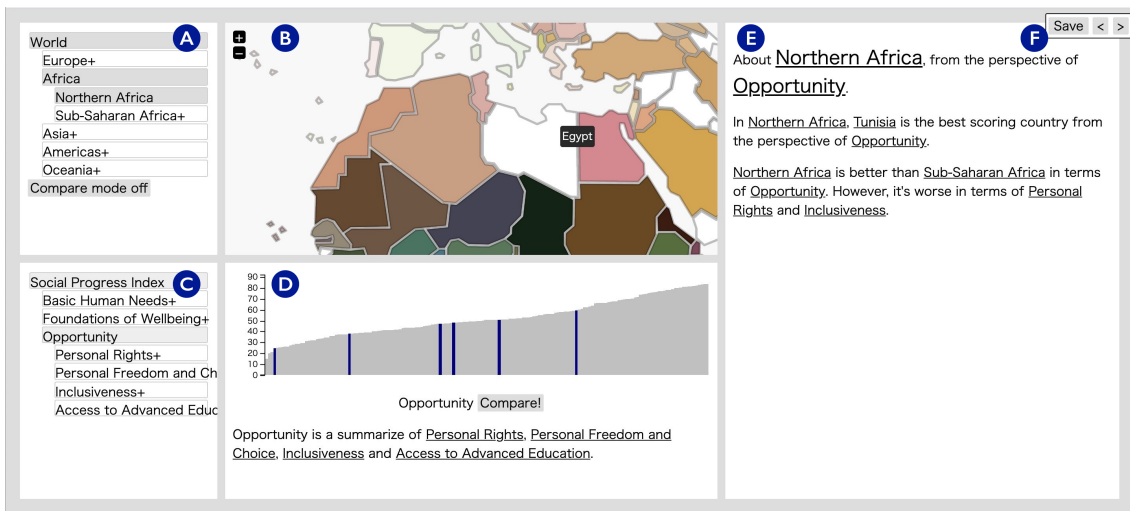 World
Europe+
Africa
Northern Africa
Sub-Saharan Africa+
Asia+
Americas+
Oceania+
Compare mode off
A
+
−
B
Egypt
Social Progress Index
Basic Human Needs+
Foundations of Wellbeing+
Opportunity
Personal Rights+
Personal Freedom and Ch
Inclusiveness+
Access to Advanced Educ
C
90
80
70
60
50
40
30
20
10
0
D
Opportunity Compare!
Opportunity is a summarize of Personal Rights, Personal Freedom and
Choice, Inclusiveness and Access to Advanced Education.
E
F
Save < >
About Northern Africa, from the perspective of
Opportunity.
In Northern Africa, Tunisia is the best scoring country from
the perspective of Opportunity.
Northern Africa is better than Sub-Saharan Africa in terms
of Opportunity. However, it's worse in terms of Personal
Rights and Inclusiveness.